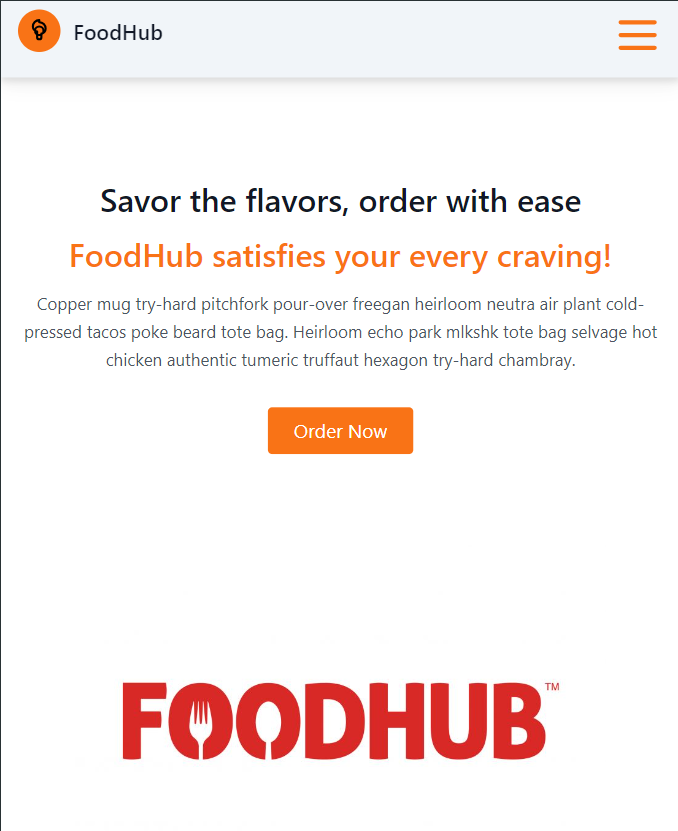 FoodHub
Savor the flavors, order with ease
FoodHub satisfies your every craving!
Copper mug try-hard pitchfork pour-over freegan heirloom neutra air plant cold-
pressed tacos poke beard tote bag. Heirloom echo park mlkshk tote bag selvage hot
chicken authentic tumeric truffaut hexagon try-hard chambray.
Order Now
FOODHUB™